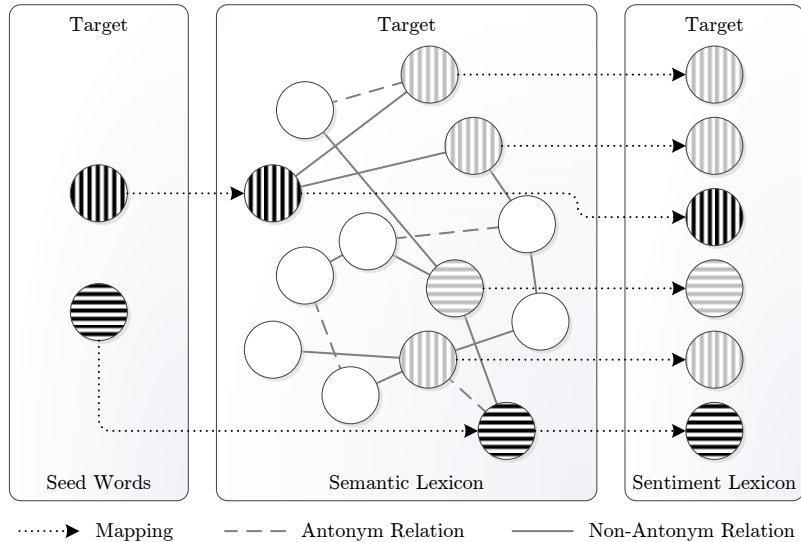 Target
Target
Target
Seed Words
Semantic Lexicon
Sentiment Lexicon
Mapping
Antonym Relation
Non-Antonym Relation